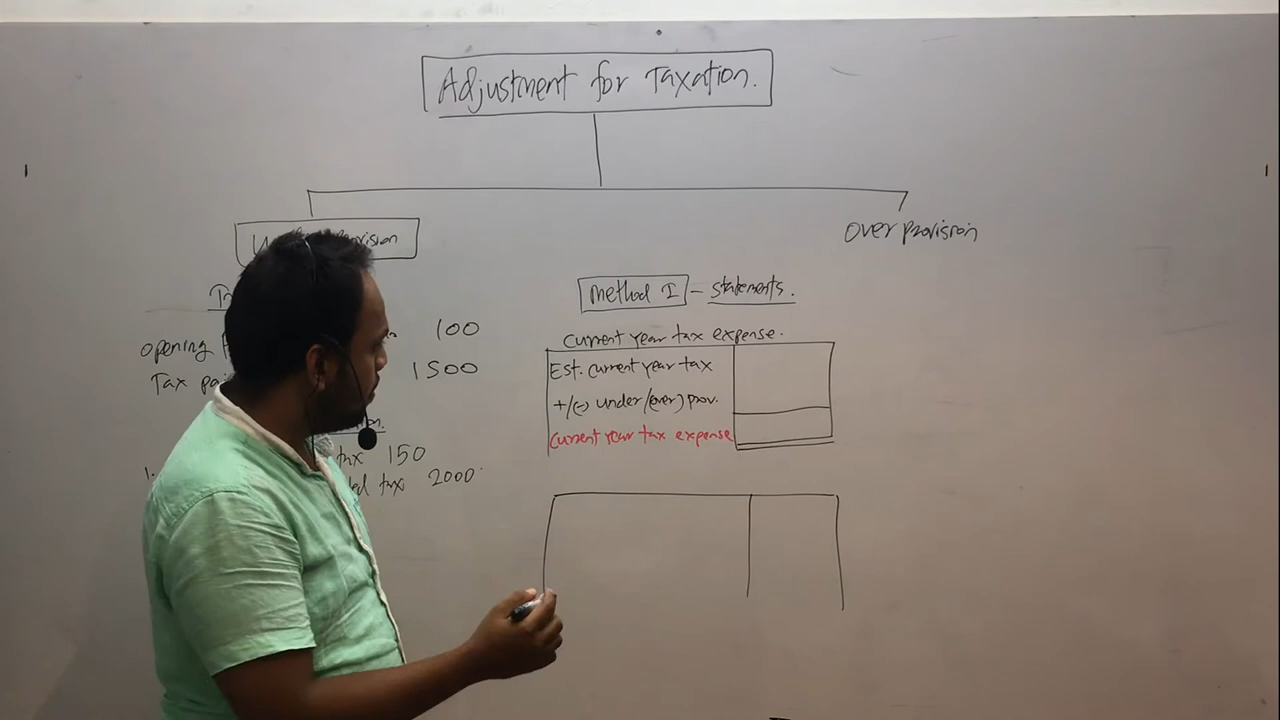 Adjustment for Taxation.
over provision
Method I - statements.
opening 100
current year tax expense.
Tax 1500
Est. current year tax
+/(-) under/(over) prov.
current year tax expense
tax 150
1. tax 2000